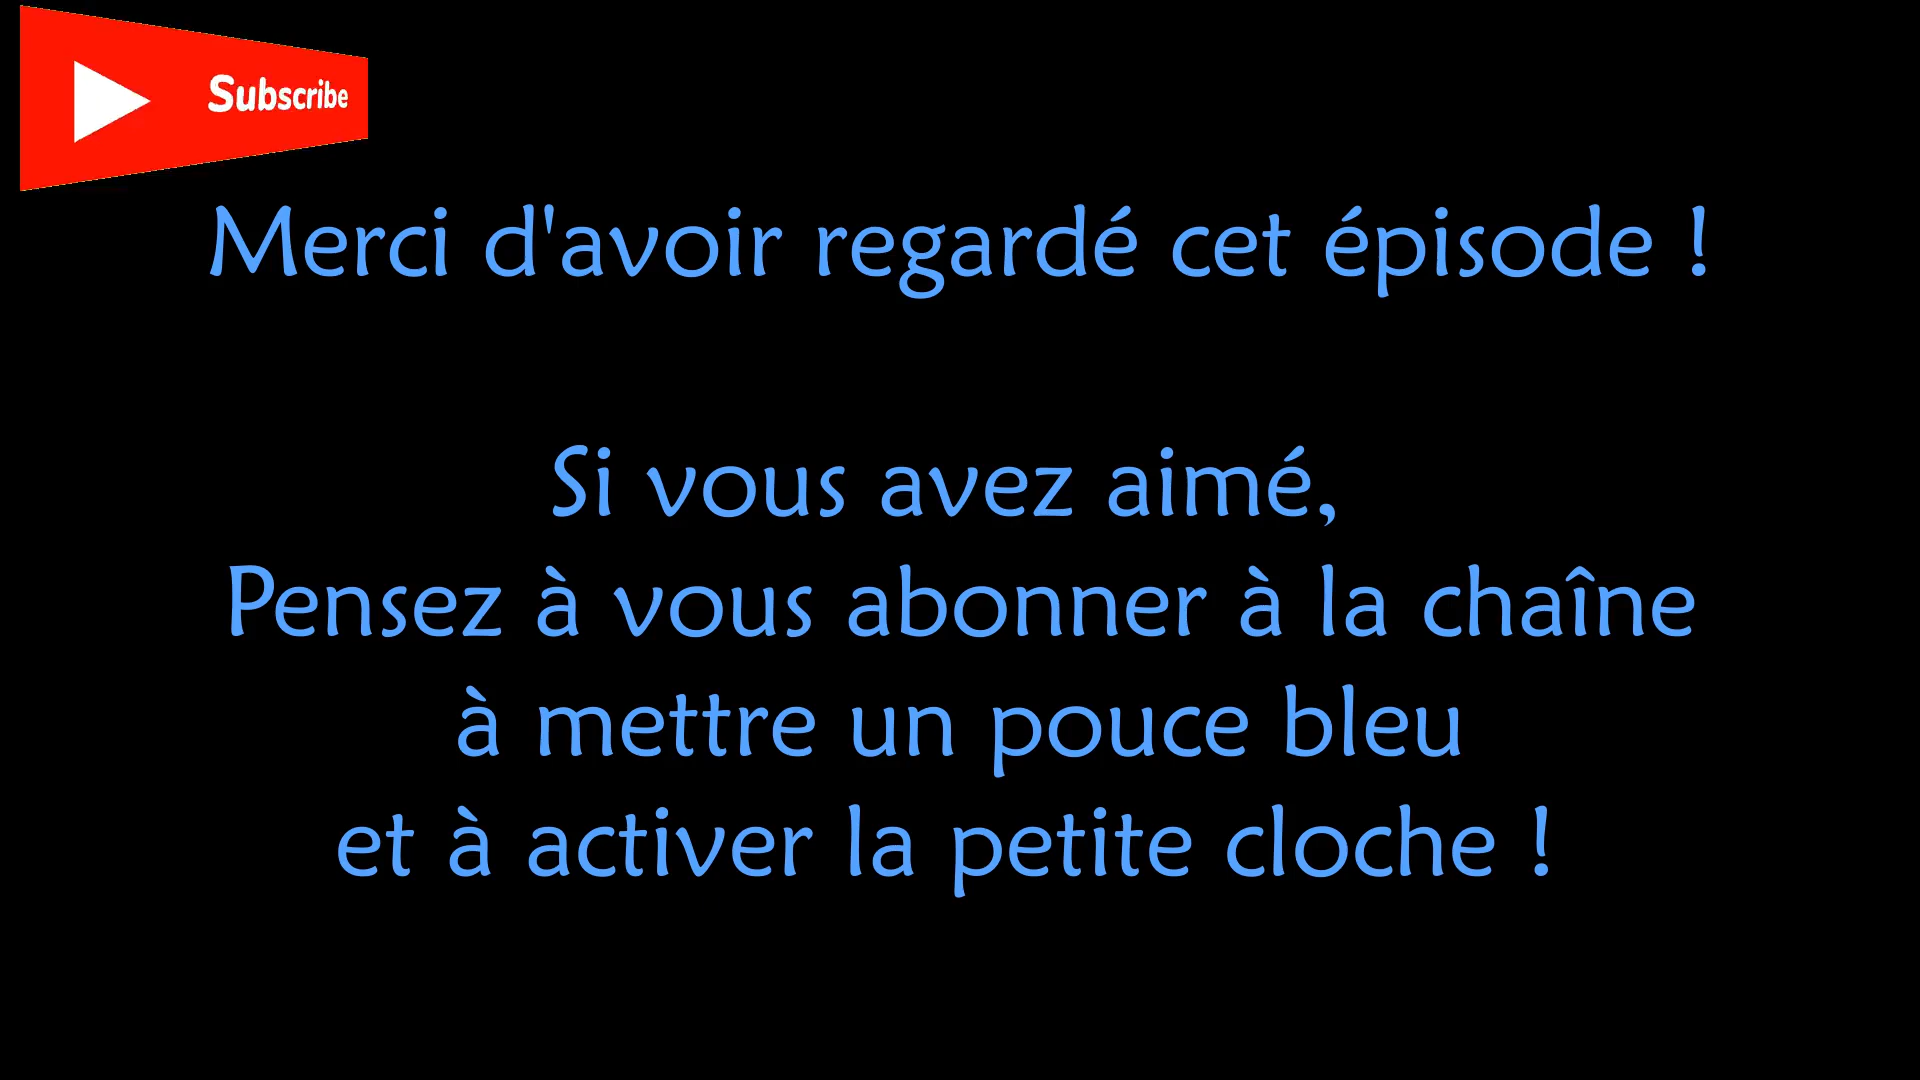 Subscribe
Merci d'avoir regardé cet épisode !
Si vous avez aimé,
Pensez à vous abonner à la chaîne
à mettre un pouce bleu
et à activer la petite cloche !